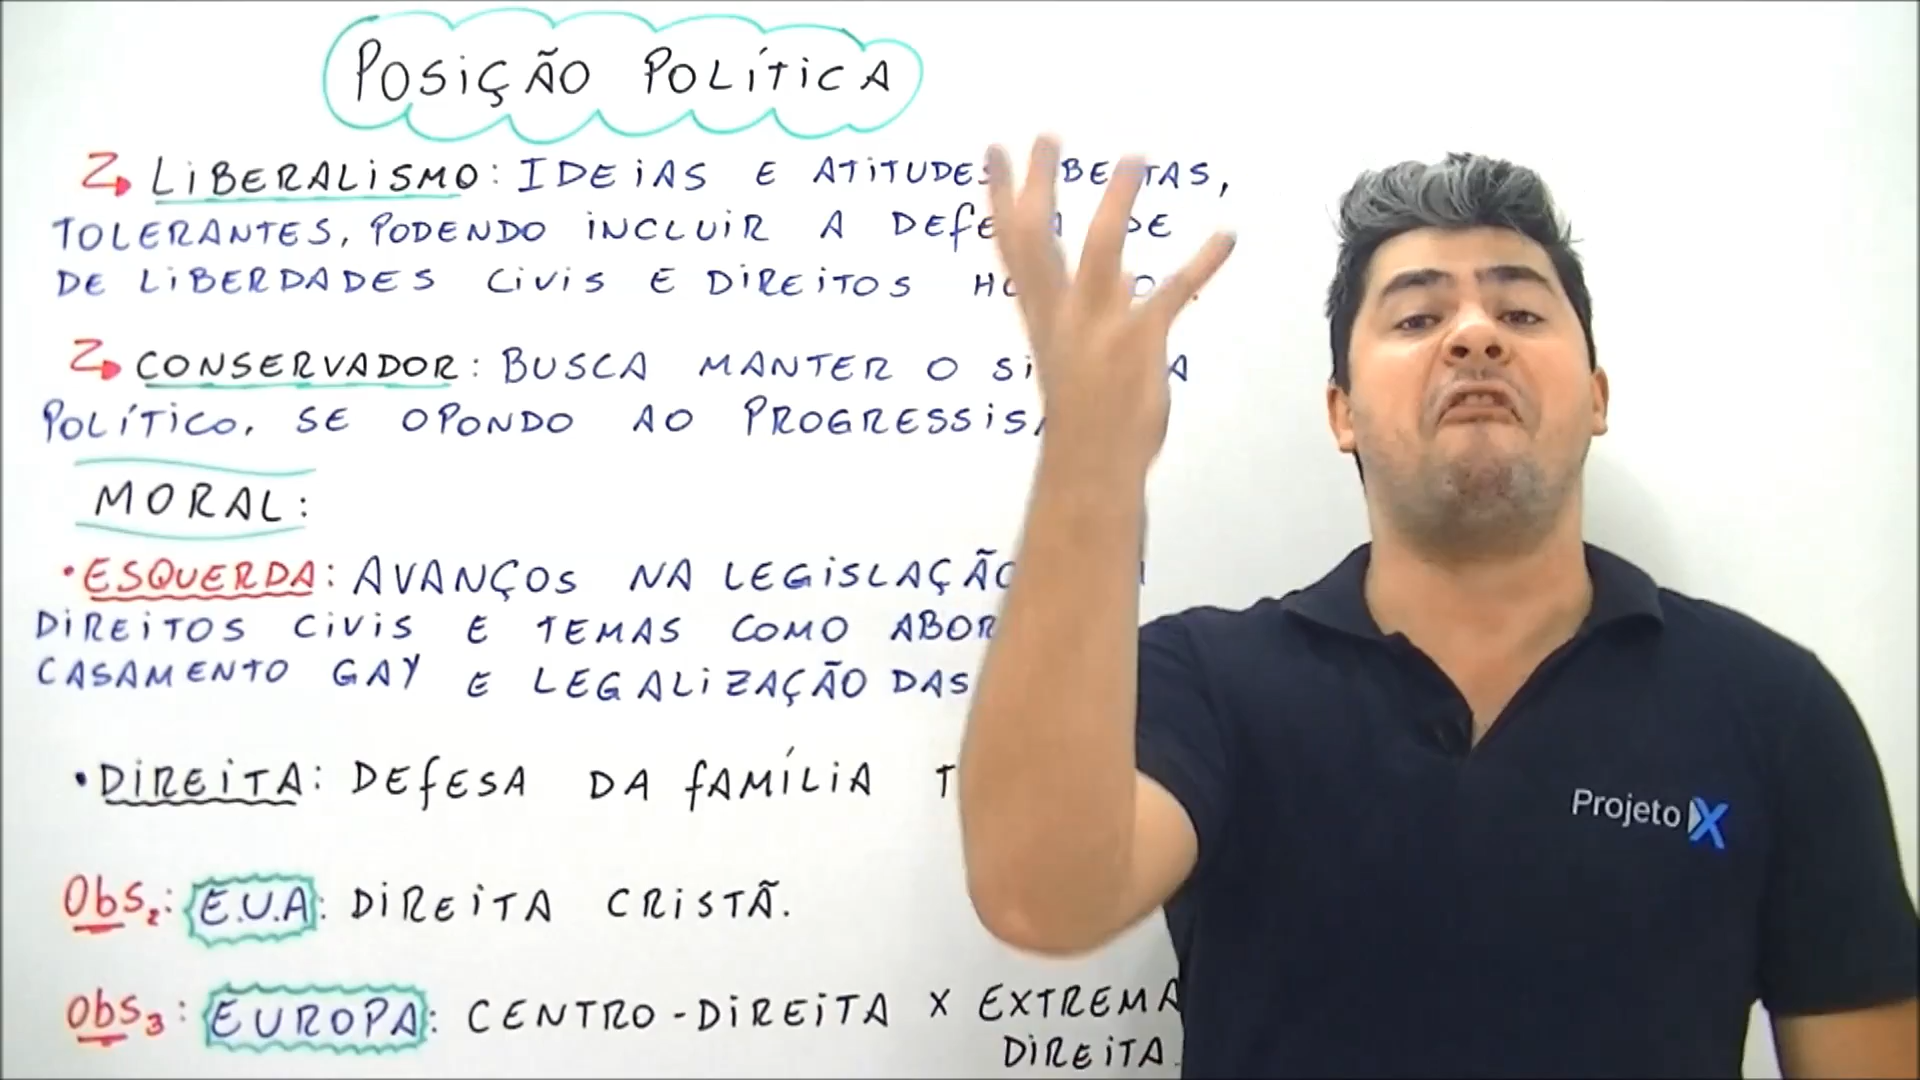 POSIÇÃO POLÍTICA
LIBERALISMO: IDEIAS E ATITUDES
TOLERANTES, PODENDO INCLUIR A DE
DE LIBERDADES CIVIS E DIREITOS
CONSERVADOR: BUSCA MANTER O
POLÍTICO, SE OPONDO AO
MORAL:
•ESQUERDA: AVANÇOS NA LEGISLAÇÃO
DIREITOS CIVIS E TEMAS COMO
CASAMENTO GAY E LEGALIZAÇÃO DAS
•DIREITA: DEFESA DA FAMÍLIA
Obs2: E.U.A: DIREITA CRISTÃ.
Obs3: EUROPA: CENTRO-DIREITA X EXTREMA
DIREITA.
Projeto X